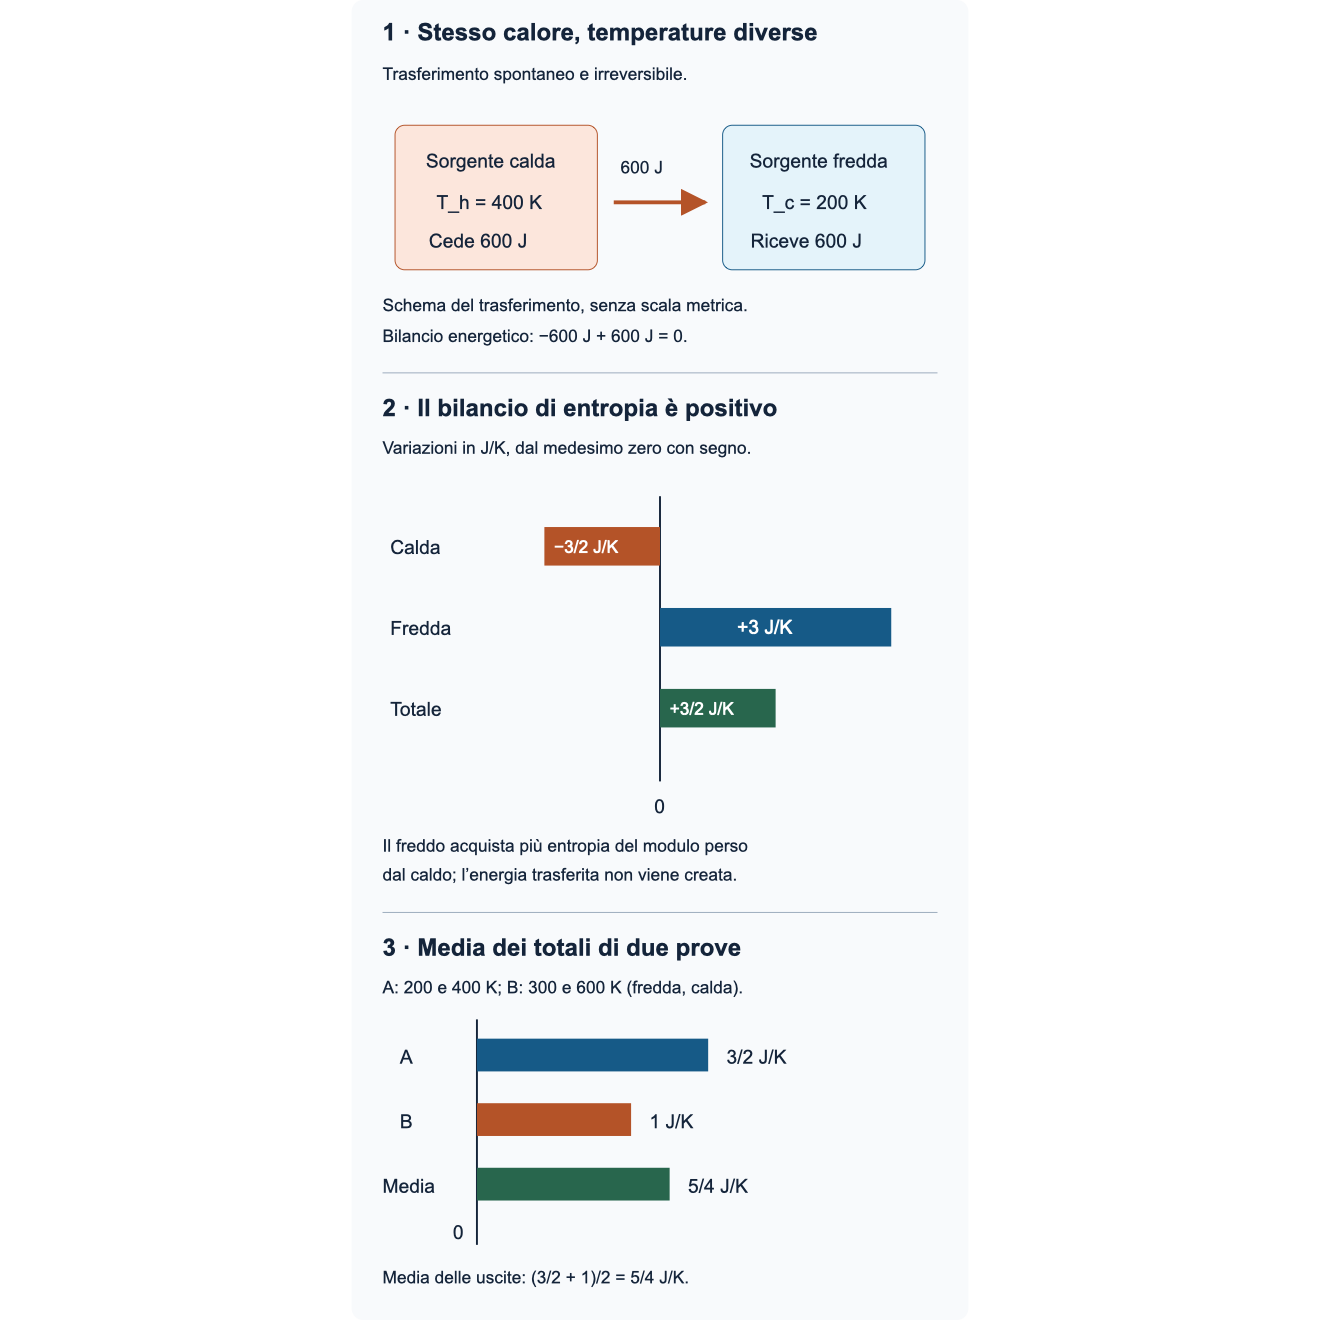 1 · Stesso calore, temperature diverse
Trasferimento spontaneo e irreversibile.
Sorgente calda
T_h = 400 K
Cede 600 J
600 J
Sorgente fredda
T_c = 200 K
Riceve 600 J
Schema del trasferimento, senza scala metrica.
Bilancio energetico: −600 J + 600 J = 0.
2 · Il bilancio di entropia è positivo
Variazioni in J/K, dal medesimo zero con segno.
Calda
−3/2 J/K
Fredda
+3 J/K
Totale
+3/2 J/K
0
Il freddo acquista più entropia del modulo perso
dal caldo; l’energia trasferita non viene creata.
3 · Media dei totali di due prove
A: 200 e 400 K; B: 300 e 600 K (fredda, calda).
A
3/2 J/K
B
1 J/K
Media
5/4 J/K
0
Media delle uscite: (3/2 + 1)/2 = 5/4 J/K.